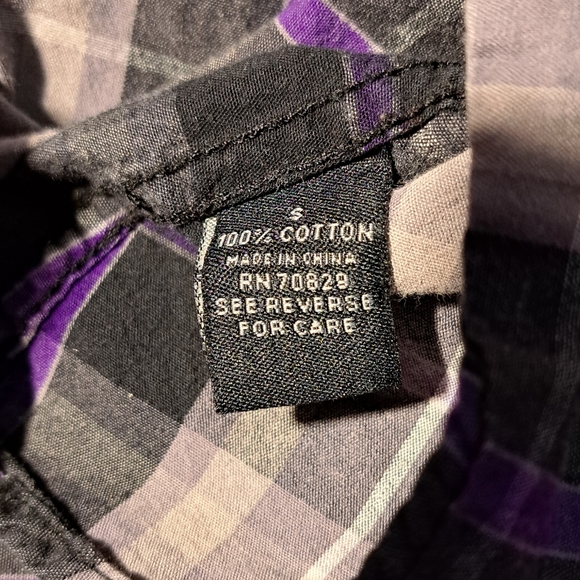 S
100% COTTON
MADE IN CHINA
RN 70829
SEE REVERSE
FOR CARE